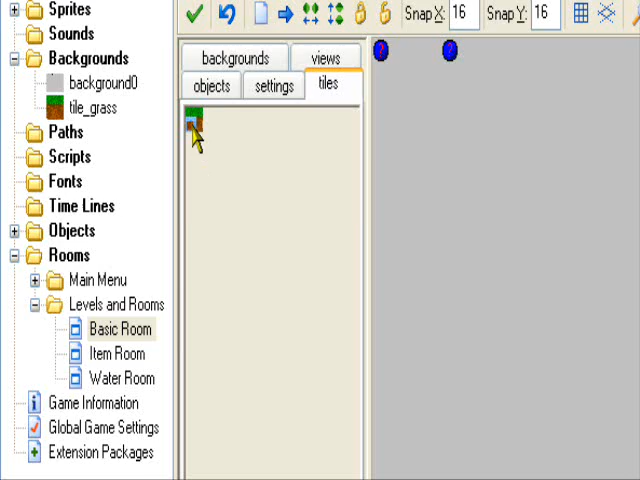 Sprites
Snap X: 16 Snap Y: 16
Sounds
Backgrounds
backgrounds views
? ?
background0
objects settings tiles
tile_grass
Paths
Scripts
Fonts
Time Lines
Objects
Rooms
Main Menu
Levels and Rooms
Basic Room
Item Room
Water Room
Game Information
Global Game Settings
Extension Packages